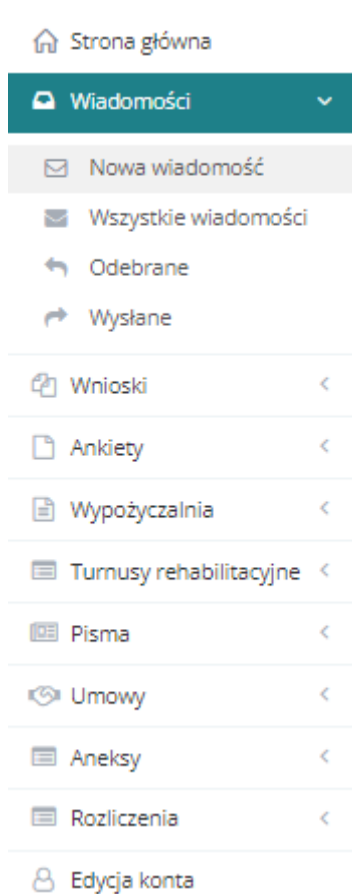 Strona główna
Wiadomości
Nowa wiadomość
Wszystkie wiadomości
Odebrane
Wysłane
Wnioski
Ankiety
Wypożyczalnia
Turnusy rehabilitacyjne
Pisma
Umowy
Aneksy
Rozliczenia
Edycja konta